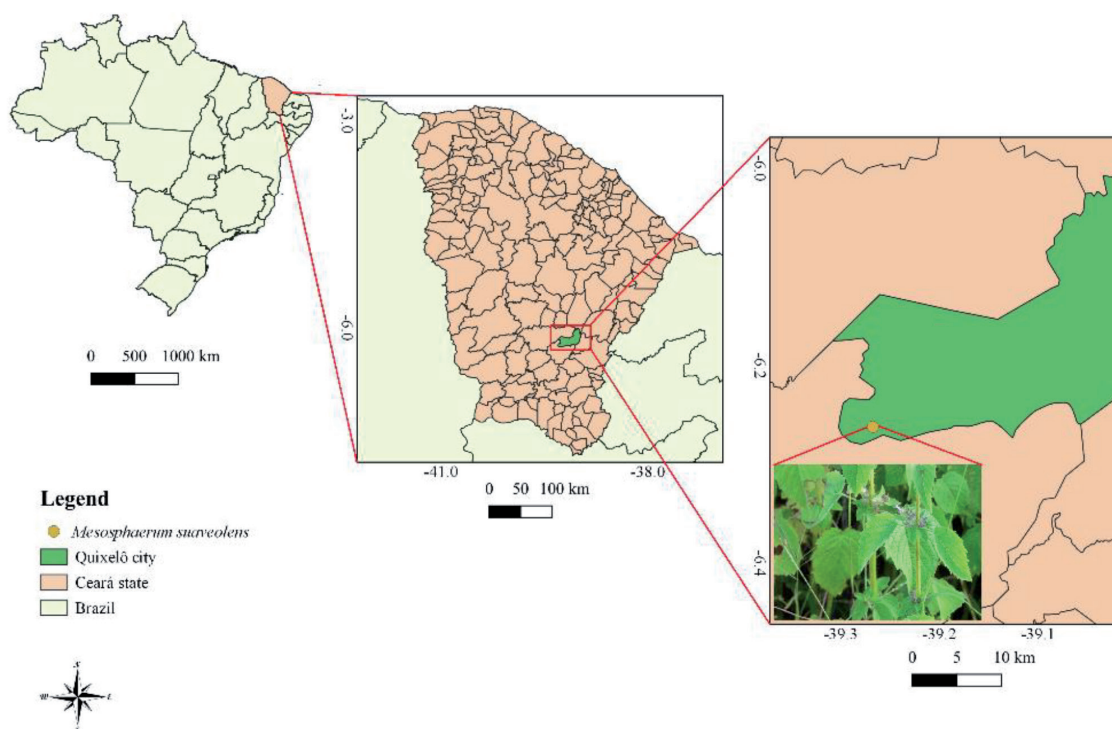 0 500 1000 km
-3.0
-6.0
-41.0 -38.0
0 50 100 km
-6.0
-6.2
-6.4
-39.3 -39.2 -39.1
0 5 10 km
Legend
Mesosphaerum suaveolens
Quixelô city
Ceará state
Brazil